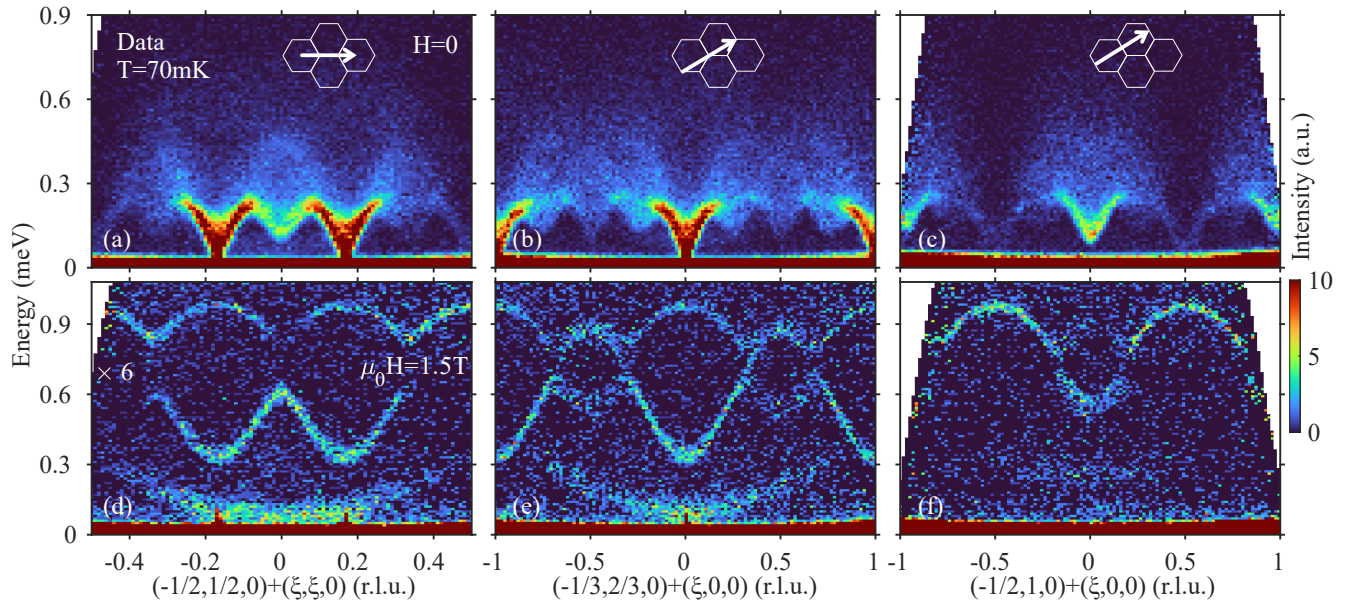 0.9
0.6
0.3
0
Data
T=70mK
H=0
(a)
(b)
(c)
Energy (meV)
Intensity (a.u.)
10
5
0
0.9
0.6
0.3
0
× 6
μ0H=1.5T
(d)
(e)
(f)
-0.4 -0.2 0 0.2 0.4
-1 -0.5 0 0.5 1
-1 -0.5 0 0.5 1
(-1/2,1/2,0)+(ξ,ξ,0) (r.l.u.)
(-1/3,2/3,0)+(ξ,0,0) (r.l.u.)
(-1/2,1,0)+(ξ,0,0) (r.l.u.)